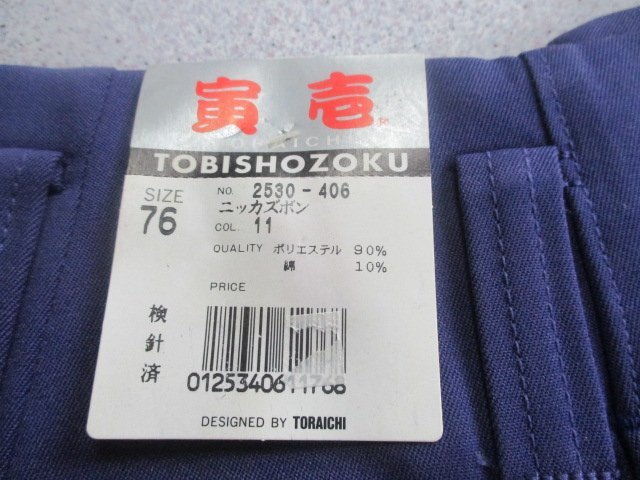 寅壱
TORAICHI
TOBISHOZOKU
SIZE
76
NO. 2530-406
ニッカズボン
COL. 11
QUALITY ポリエステル 90%
綿 10%
PRICE
検針済
0125340611768
DESIGNED BY TORAICHI